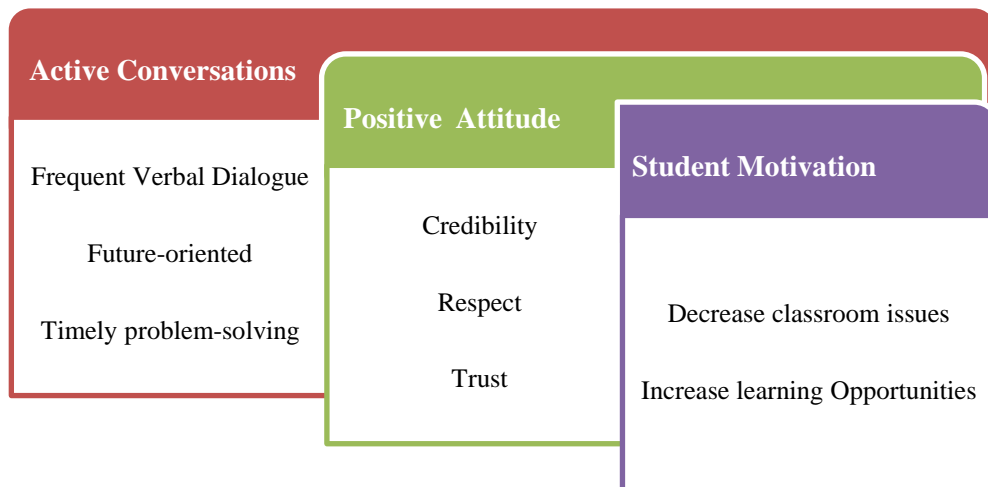 Active Conversations
Frequent Verbal Dialogue
Future-oriented
Timely problem-solving
Positive Attitude
Credibility
Respect
Trust
Student Motivation
Decrease classroom issues
Increase learning Opportunities